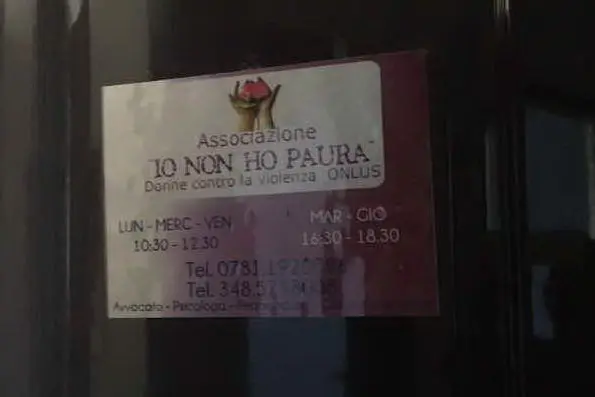 Associazione
"IO NON HO PAURA"
Donne contro la violenza ONLUS
LUN - MERC - VEN
10:30 - 12.30
MAR - GIO
16:30 - 18.30
Tel. 0781
Tel.
Avvocato - Psicologa -